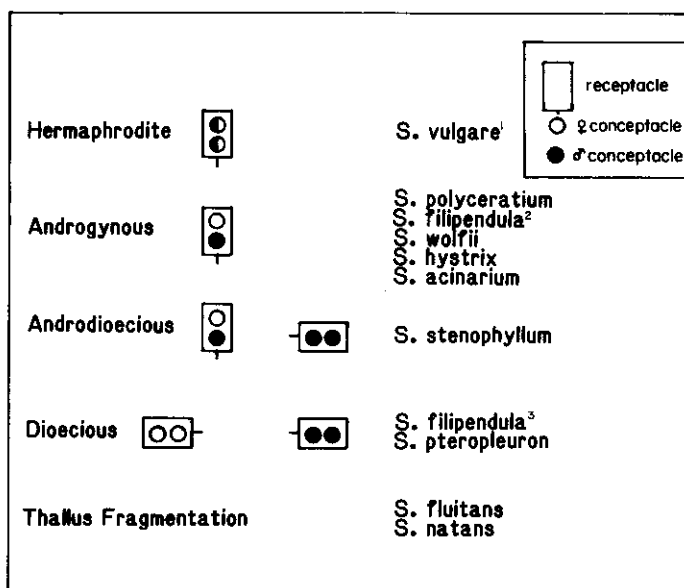 receptacle
♀ conceptacle
♂ conceptacle
Hermaphrodite S. vulgare¹
Androgynous
S. polyceratium
S. filipendula²
S. wolfii
S. hystrix
S. acinarium
Androdioecious S. stenophyllum
Dioecious
S. filipendula³
S. pteropleuron
Thallus Fragmentation
S. fluitans
S. natans